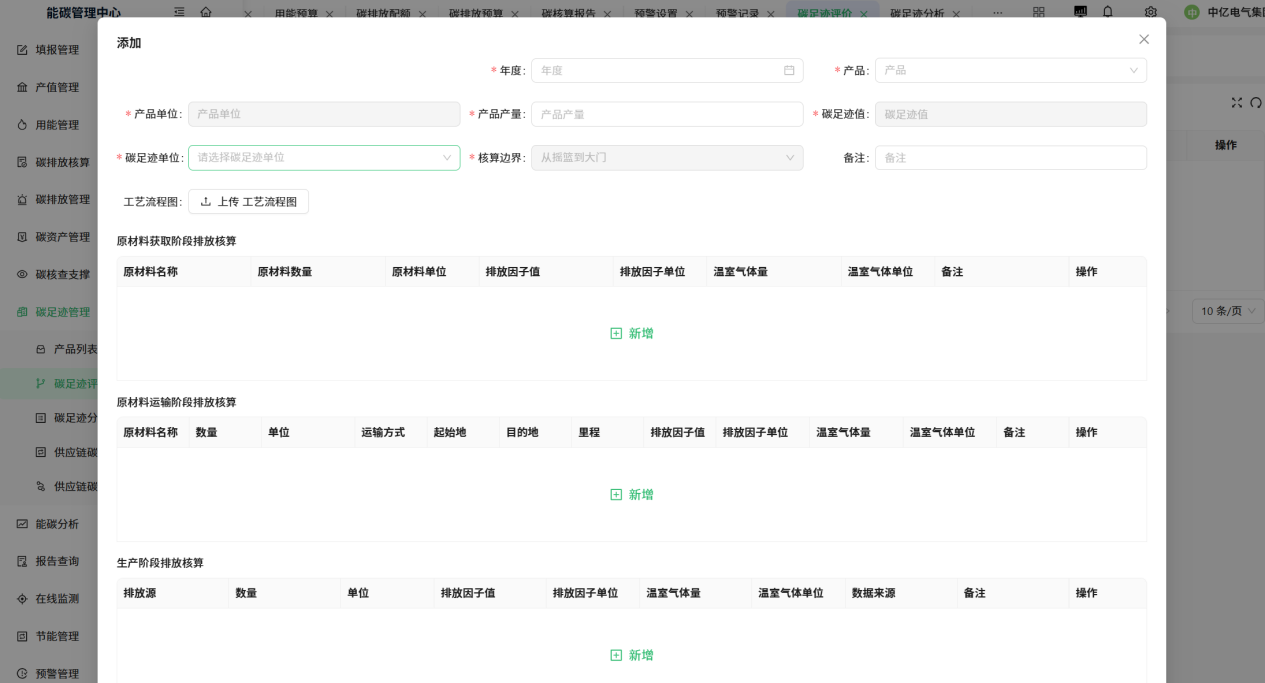 能碳管理中心
用能预算
碳排放配额
碳排放预算
碳核算报告
预警设置
预警记录
碳足迹评价
碳足迹分析
中
中亿电气集
填报管理
产值管理
用能管理
碳排放核算
碳排放管理
碳资产管理
碳核查支撑
碳足迹管理
产品列表
碳足迹评
碳足迹分
供应链碳
供应链碳
能碳分析
报告查询
在线监测
节能管理
预警管理
添加
* 年度: 年度
* 产品: 产品
* 产品单位: 产品单位
* 产品产量: 产品产量
* 碳足迹值: 碳足迹值
* 碳足迹单位: 请选择碳足迹单位
* 核算边界: 从摇篮到大门
备注: 备注
工艺流程图: 上传 工艺流程图
原材料获取阶段排放核算
原材料名称 原材料数量 原材料单位 排放因子值 排放因子单位 温室气体量 温室气体单位 备注 操作
新增
原材料运输阶段排放核算
原材料名称 数量 单位 运输方式 起始地 目的地 里程 排放因子值 排放因子单位 温室气体量 温室气体单位 备注 操作
新增
生产阶段排放核算
排放源 数量 单位 排放因子值 排放因子单位 温室气体量 温室气体单位 数据来源 备注 操作
新增
操作
10 条/页